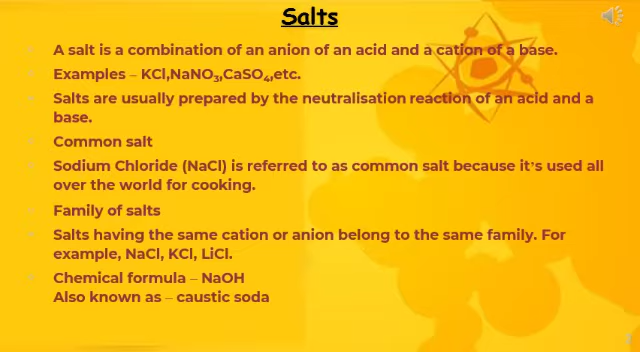 Salts
A salt is a combination of an anion of an acid and a cation of a base.
Examples – KCl,NaNO3,CaSO4,etc.
Salts are usually prepared by the neutralisation reaction of an acid and a
base.
Common salt
Sodium Chloride (NaCl) is referred to as common salt because it's used all
over the world for cooking.
Family of salts
Salts having the same cation or anion belong to the same family. For
example, NaCl, KCl, LiCl.
Chemical formula – NaOH
Also known as – caustic soda